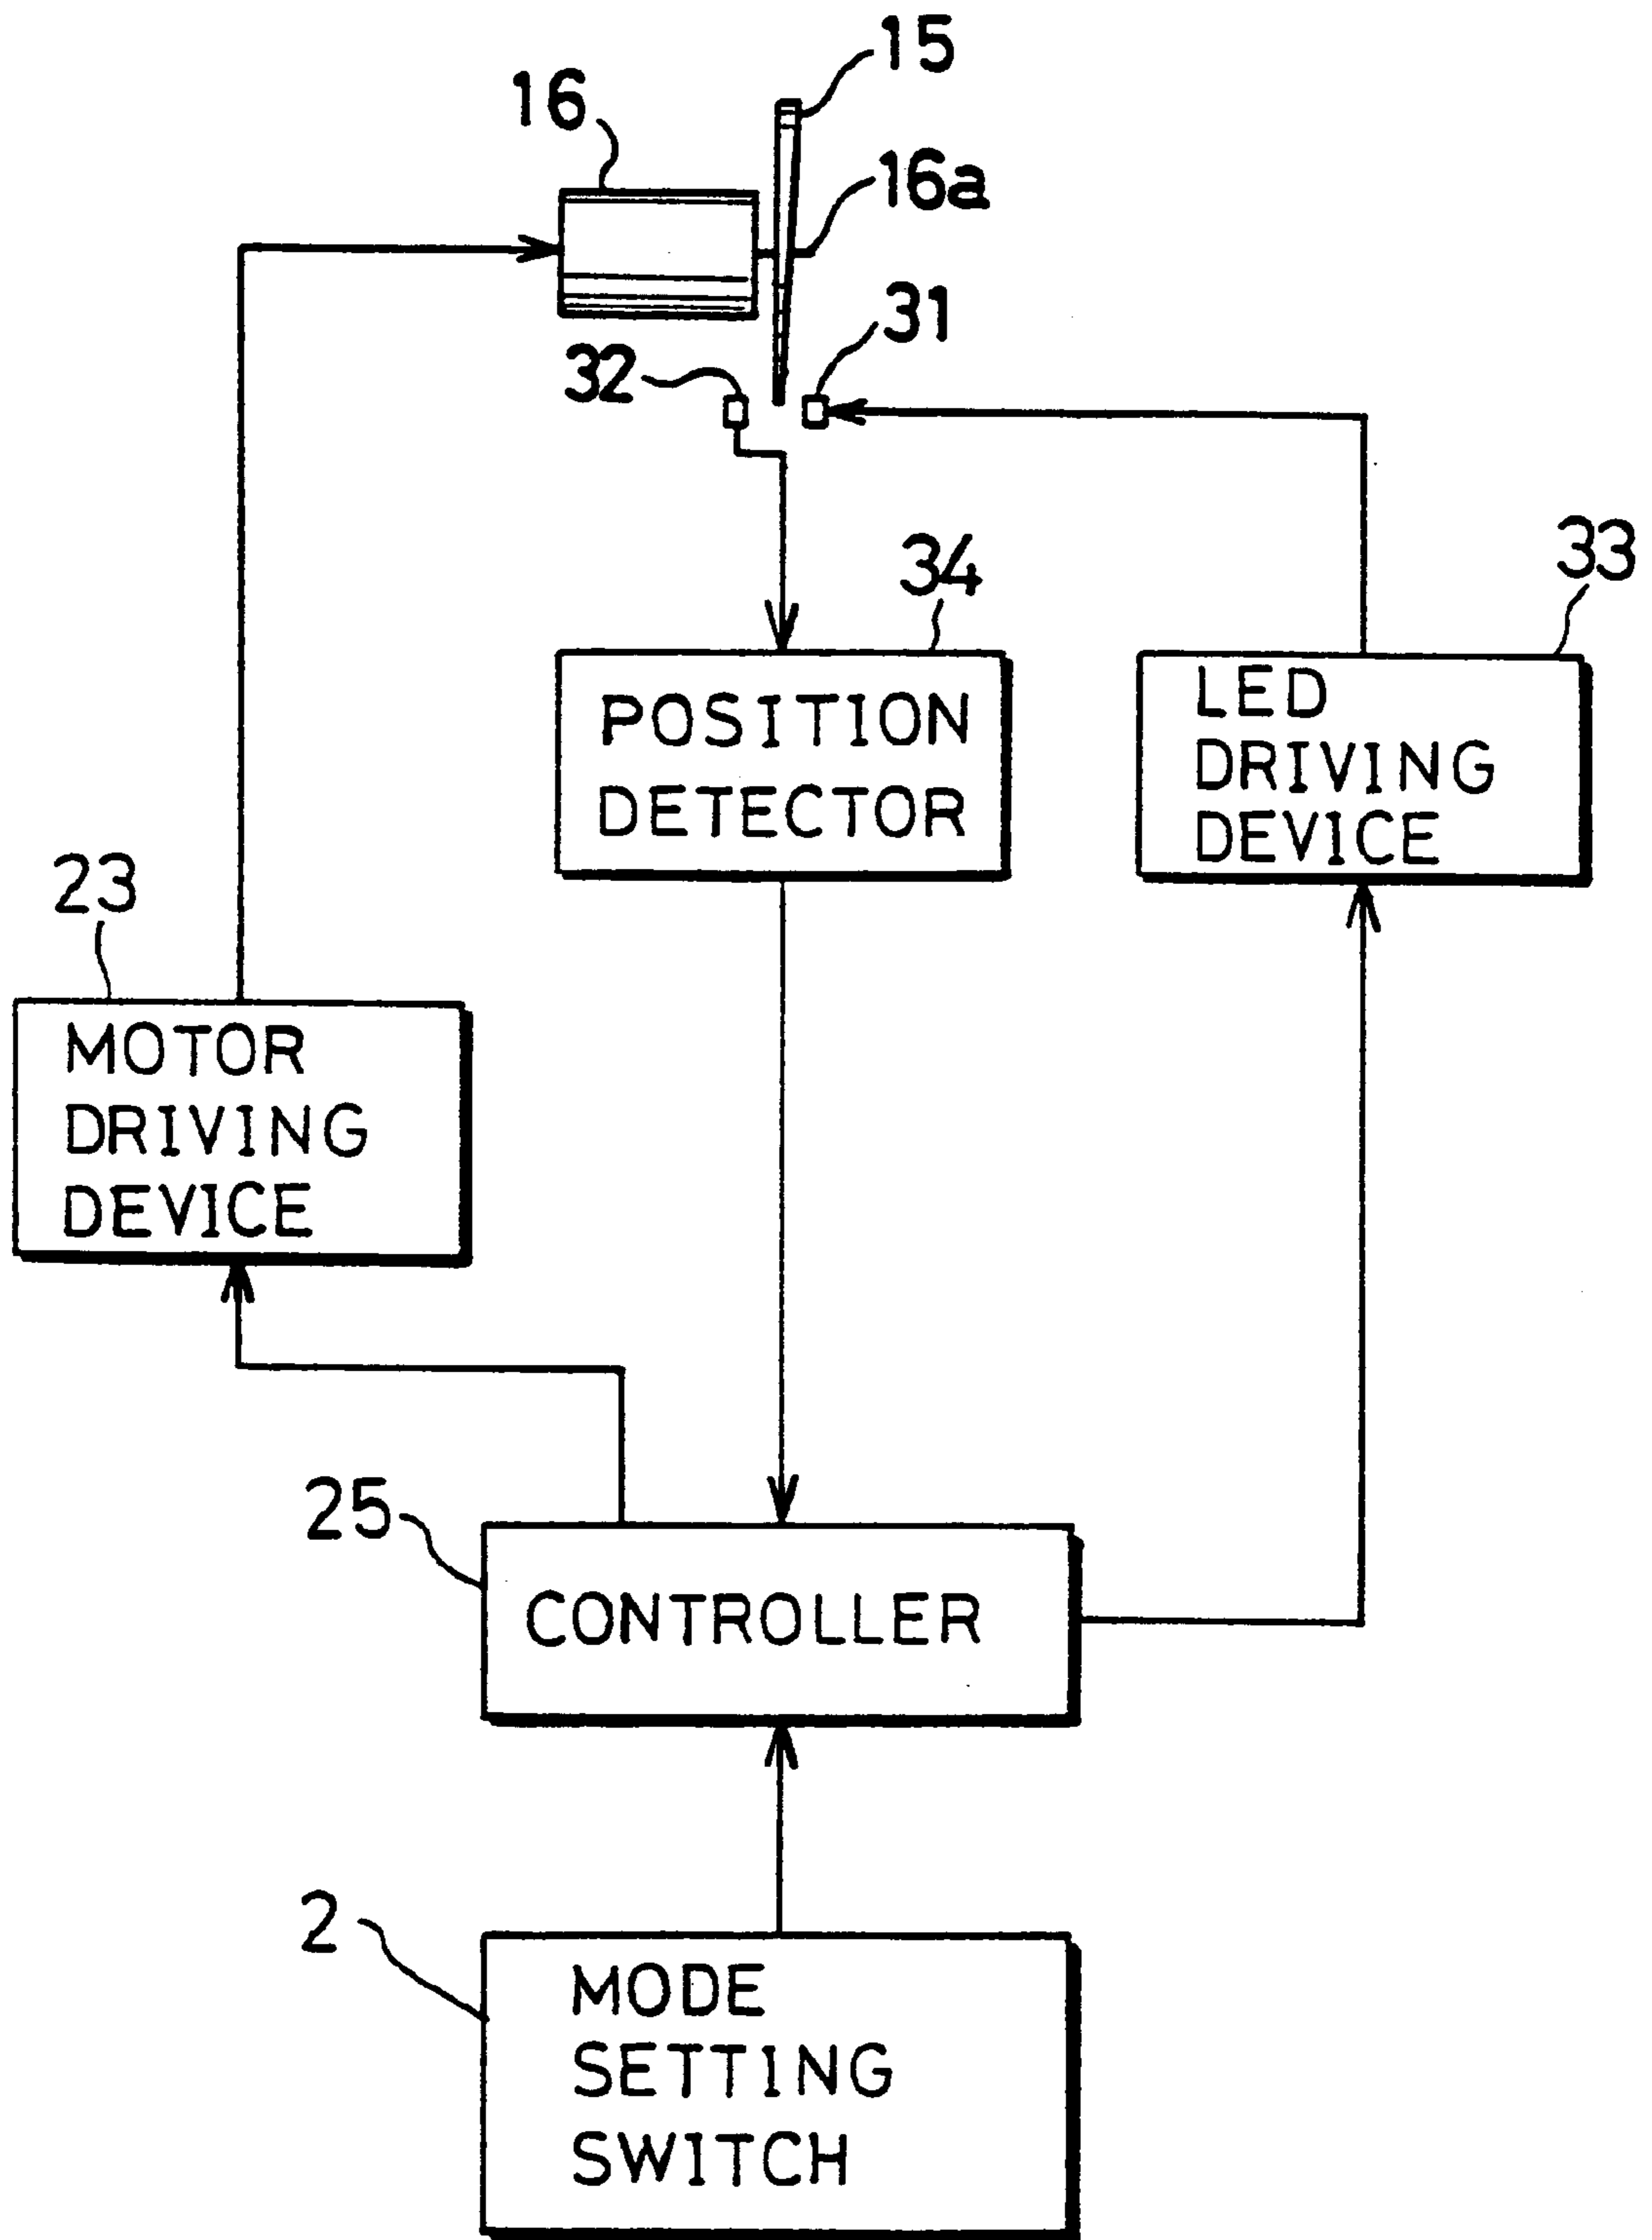 15
16
16a
31
32
34
33
POSITION
DETECTOR
LED
DRIVING
DEVICE
23
MOTOR
DRIVING
DEVICE
25
CONTROLLER
2
MODE
SETTING
SWITCH